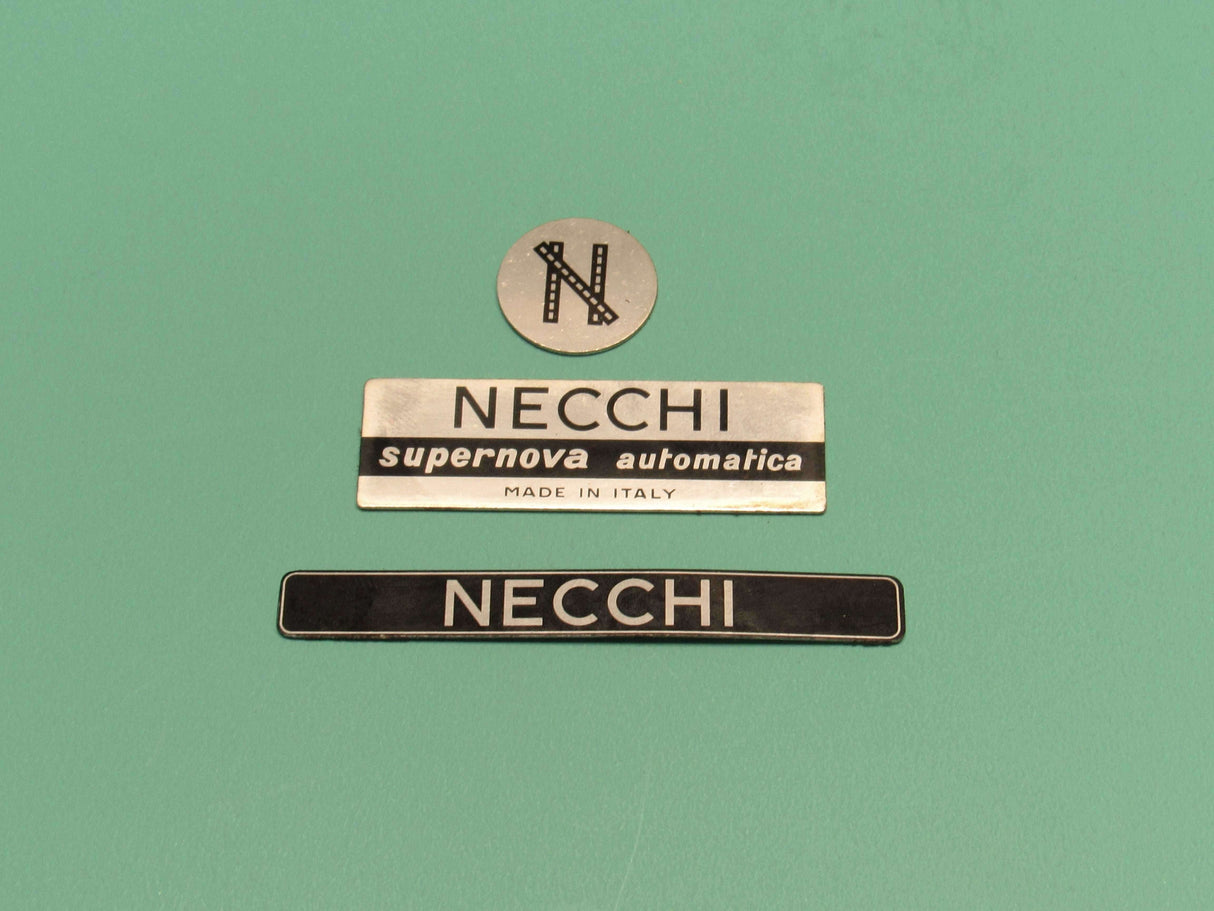 N
NECCHI
supernova automatica
MADE IN ITALY
NECCHI